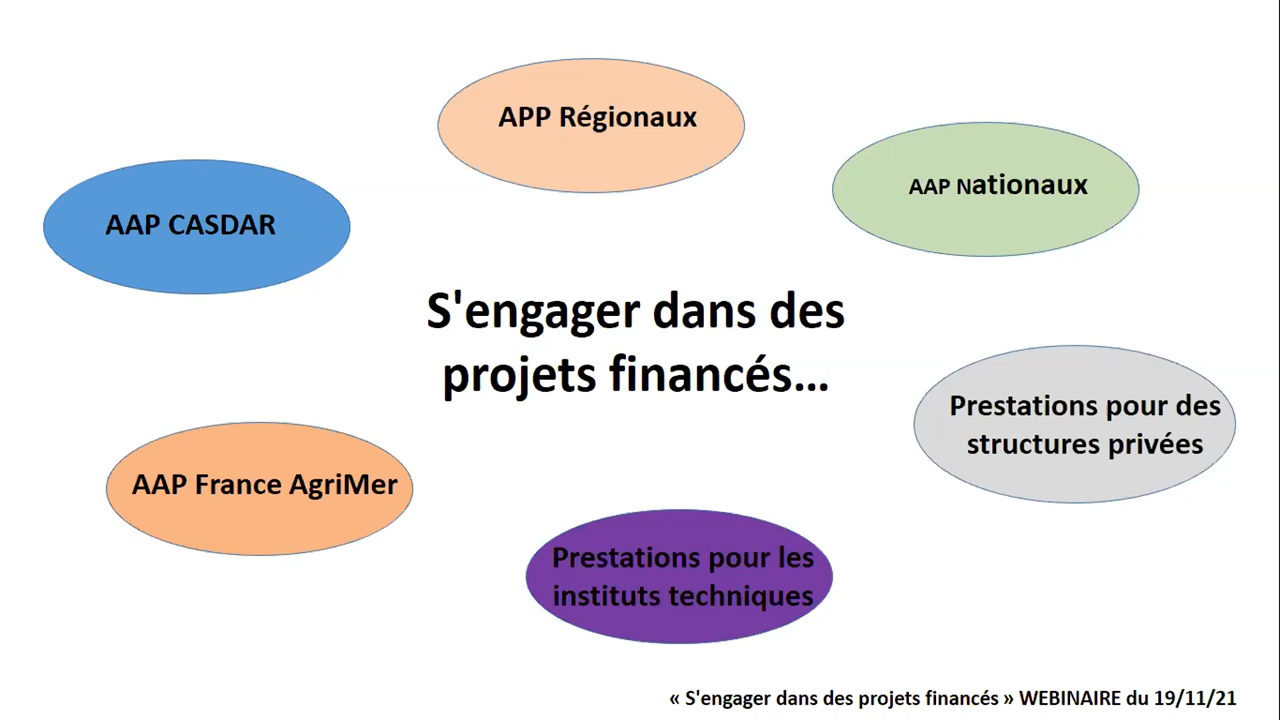 APP Régionaux
AAP Nationaux
AAP CASDAR
S'engager dans des
projets financés...
Prestations pour des
structures privées
AAP France AgriMer
Prestations pour les
instituts techniques
« S'engager dans des projets financés » WEBINAIRE du 19/11/21